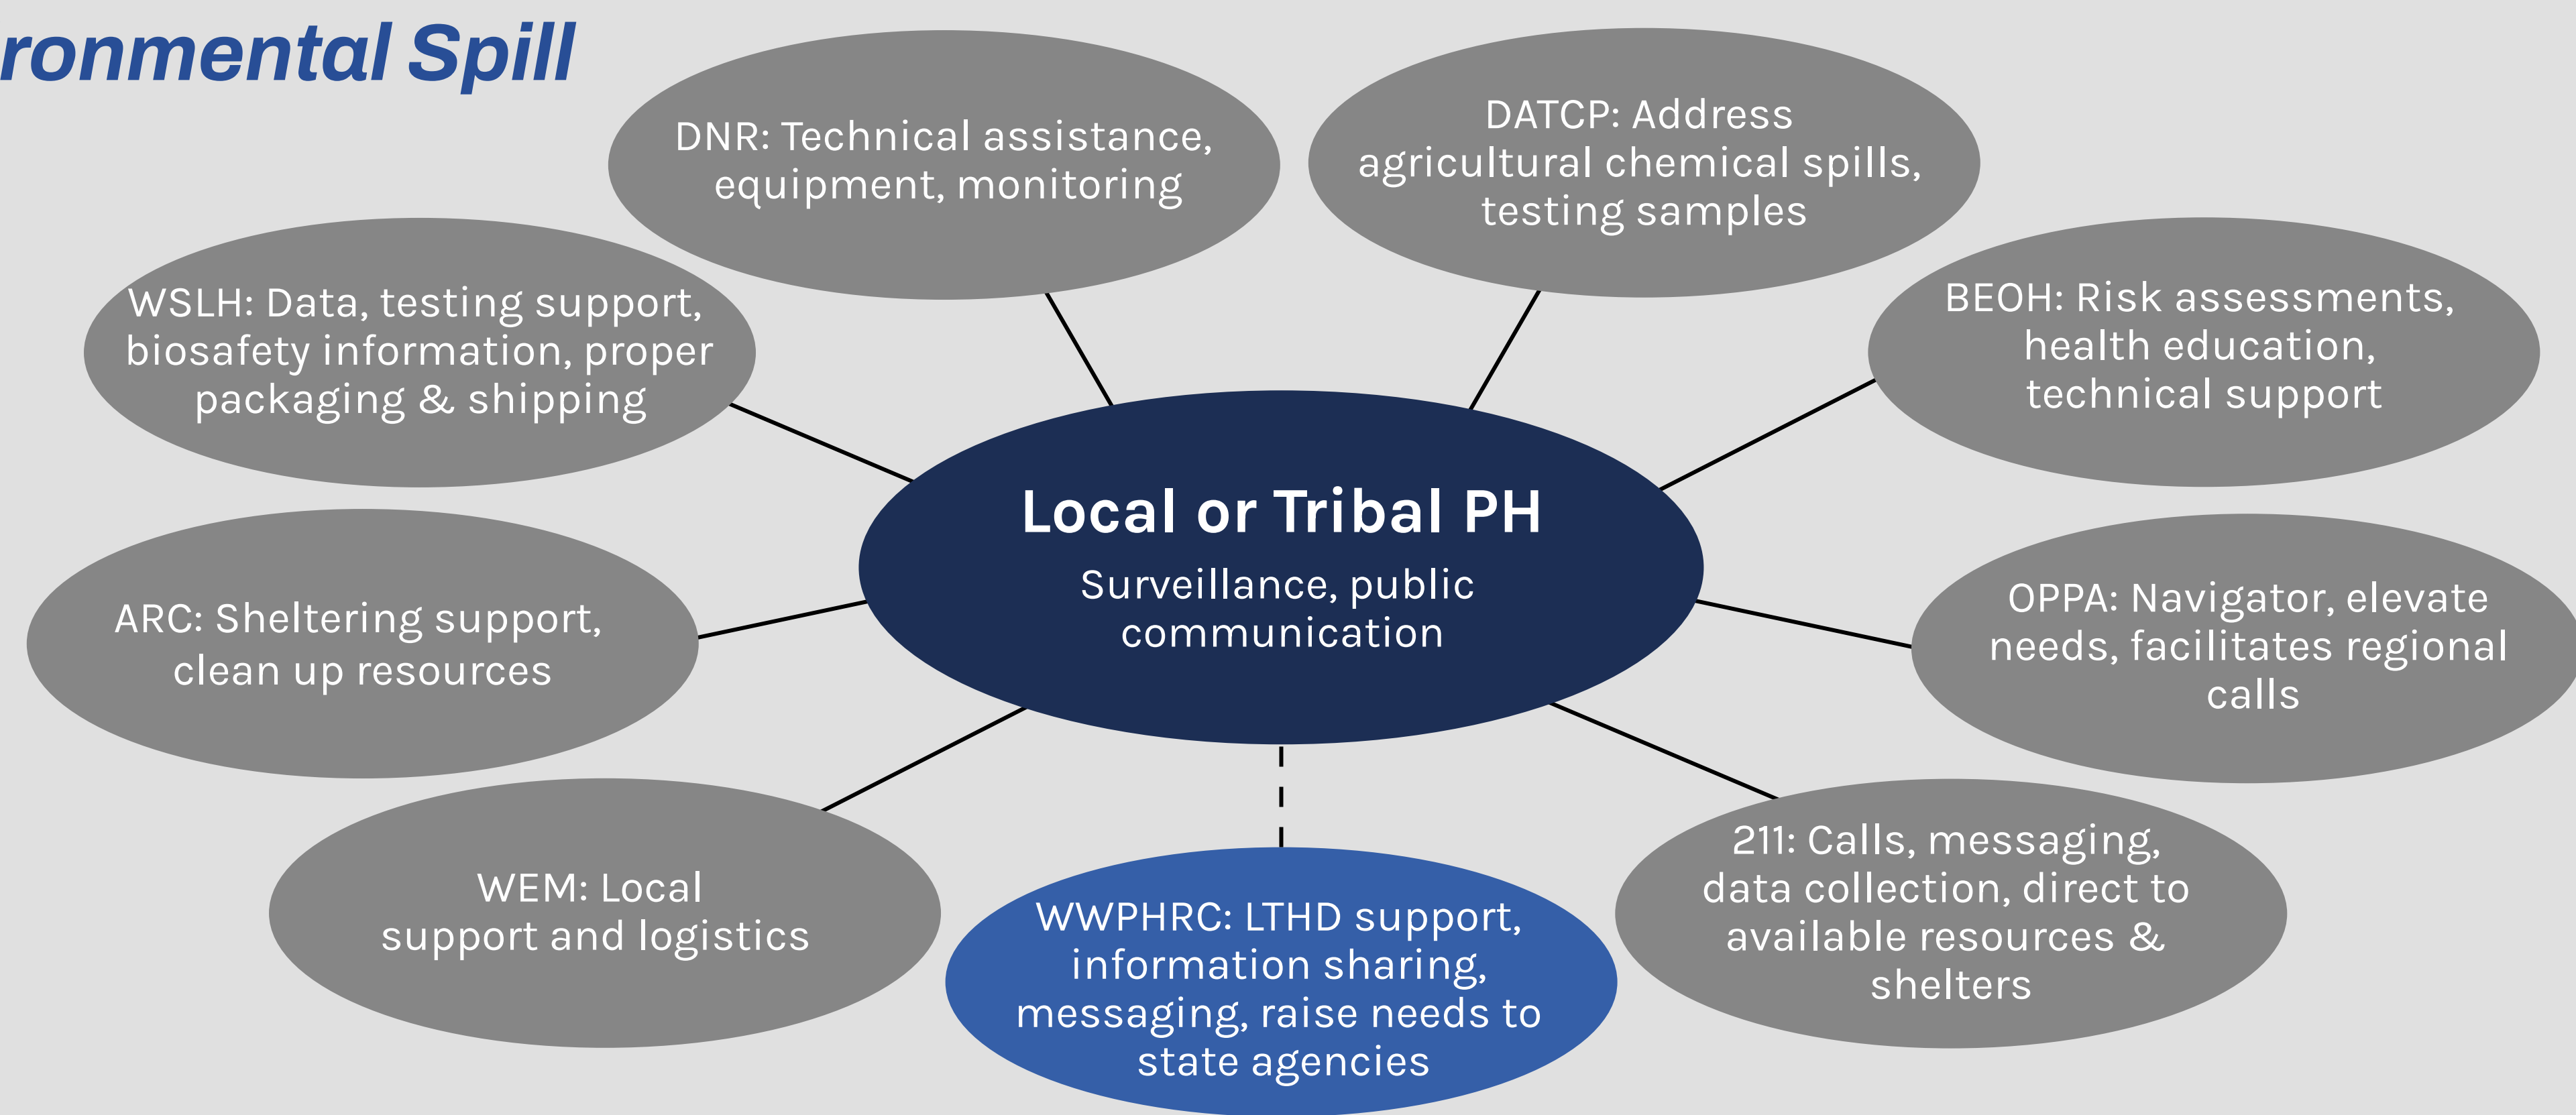 ronmental Spill
DNR: Technical assistance,
equipment, monitoring
DATCP: Address
agricultural chemical spills,
testing samples
WSLH: Data, testing support,
biosafety information, proper
packaging & shipping
BEOH: Risk assessments,
health education,
technical support
Local or Tribal PH
Surveillance, public
communication
ARC: Sheltering support,
clean up resources
OPPA: Navigator, elevate
needs, facilitates regional
calls
WEM: Local
support and logistics
WWPHRC: LTHD support,
information sharing,
messaging, raise needs to
state agencies
211: Calls, messaging,
data collection, direct to
available resources &
shelters